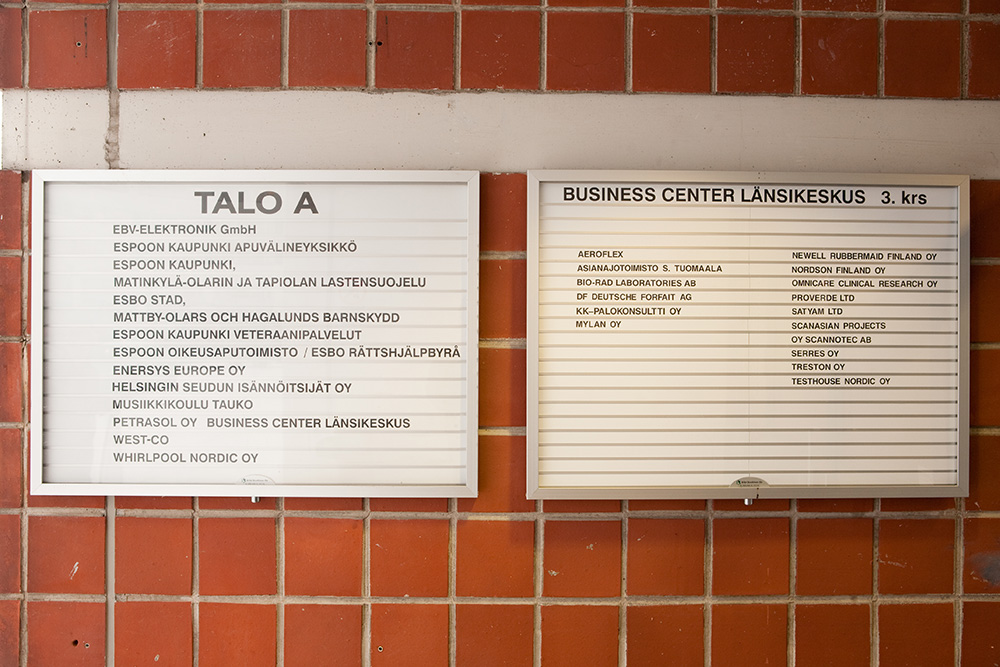 TALO A
EBV-ELEKTRONIK GmbH
ESPOON KAUPUNKI APUVÄLINEYKSIKKÖ
ESPOON KAUPUNKI,
MATINKYLÄ-OLARIN JA TAPIOLAN LASTENSUOJELU
ESBO STAD,
MATTBY-OLARS OCH HAGALUNDS BARNSKYDD
ESPOON KAUPUNKI VETERAANIPALVELUT
ESPOON OIKEUSAPUTOIMISTO / ESBO RÄTTSHJÄLPBYRÅ
ENERSYS EUROPE OY
HELSINGIN SEUDUN ISÄNNÖITSIJÄT OY
MUSIIKKIKOULU TAUKO
PETRASOL OY BUSINESS CENTER LÄNSIKESKUS
WEST-CO
WHIRLPOOL NORDIC OY
BUSINESS CENTER LÄNSIKESKUS 3. krs
AEROFLEX
ASIANAJOTOIMISTO S. TUOMAALA
BIO-RAD LABORATORIES AB
DF DEUTSCHE FORFAIT AG
KK–PALOKONSULTTI OY
MYLAN OY
NEWELL RUBBERMAID FINLAND OY
NORDSON FINLAND OY
OMNICARE CLINICAL RESEARCH OY
PROVERDE LTD
SATYAM LTD
SCANASIAN PROJECTS
OY SCANNOTEC AB
SERRES OY
TRESTON OY
TESTHOUSE NORDIC OY